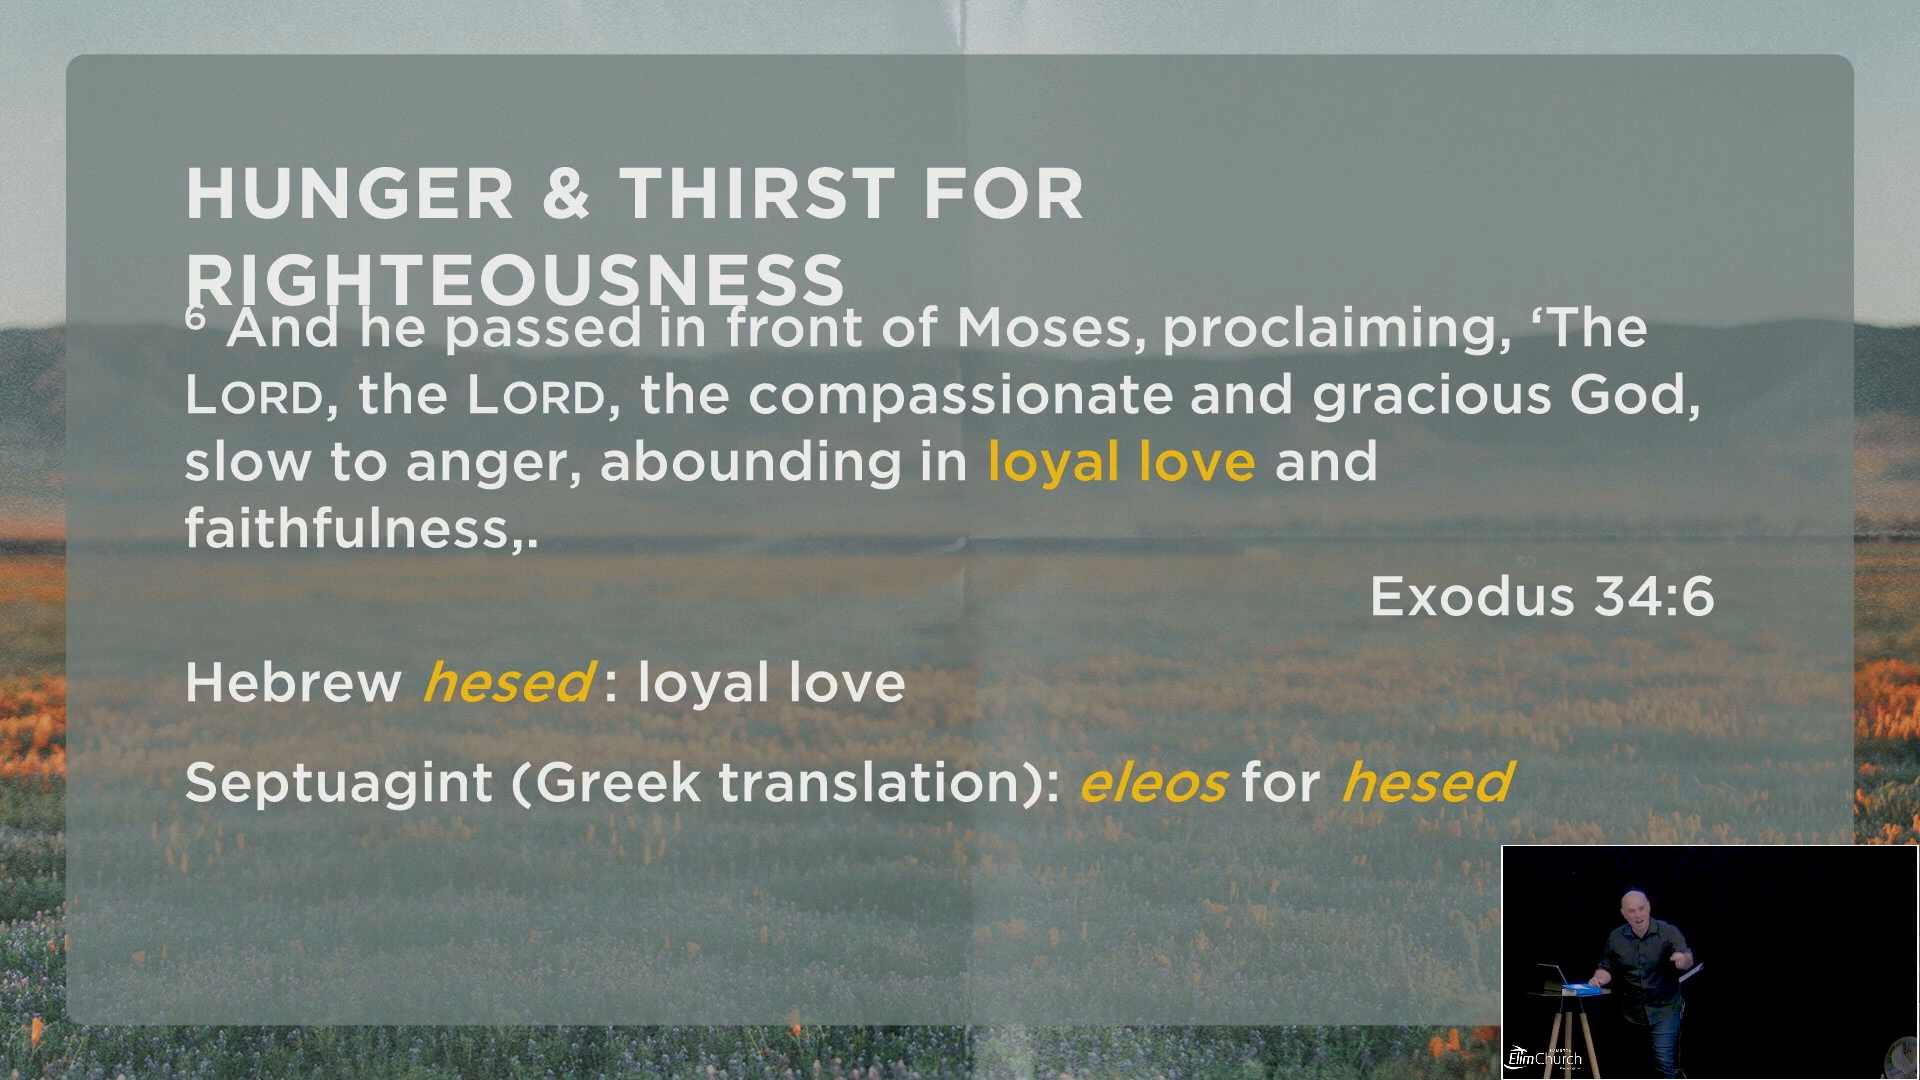 HUNGER & THIRST FOR
RIGHTEOUSNESS
⁶ And he passed in front of Moses, proclaiming, ‘The
LORD, the LORD, the compassionate and gracious God,
slow to anger, abounding in loyal love and
faithfulness,.
Exodus 34:6
Hebrew hesed : loyal love
Septuagint (Greek translation): eleos for hesed
ElimChurch